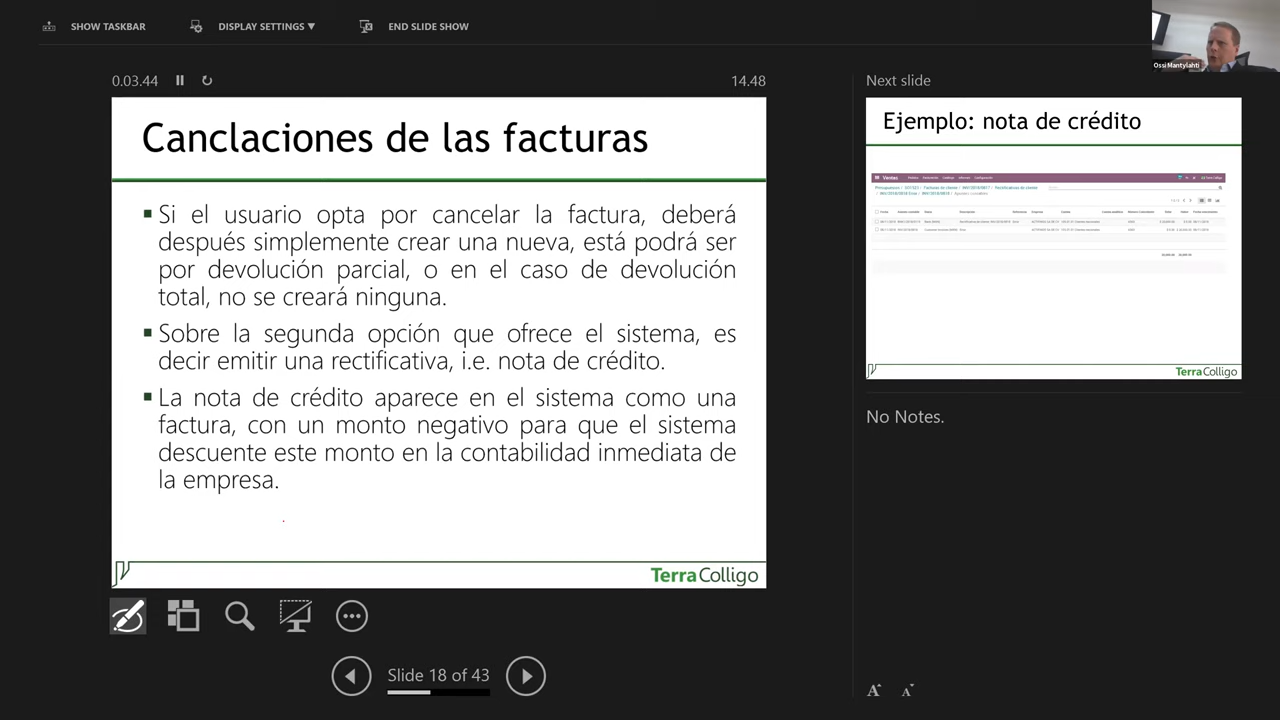 SHOW TASKBAR
DISPLAY SETTINGS ▼
END SLIDE SHOW
Ossi Mantylahti
0.03.44
14.48
Next slide
Canclaciones de las facturas
▪ Si el usuario opta por cancelar la factura, deberá
después simplemente crear una nueva, está podrá ser
por devolución parcial, o en el caso de devolución
total, no se creará ninguna.
▪ Sobre la segunda opción que ofrece el sistema, es
decir emitir una rectificativa, i.e. nota de crédito.
▪ La nota de crédito aparece en el sistema como una
factura, con un monto negativo para que el sistema
descuente este monto en la contabilidad inmediata de
la empresa.
TerraColligo
Ejemplo: nota de crédito
Ventas
TerraColligo
No Notes.
Slide 18 of 43
A A